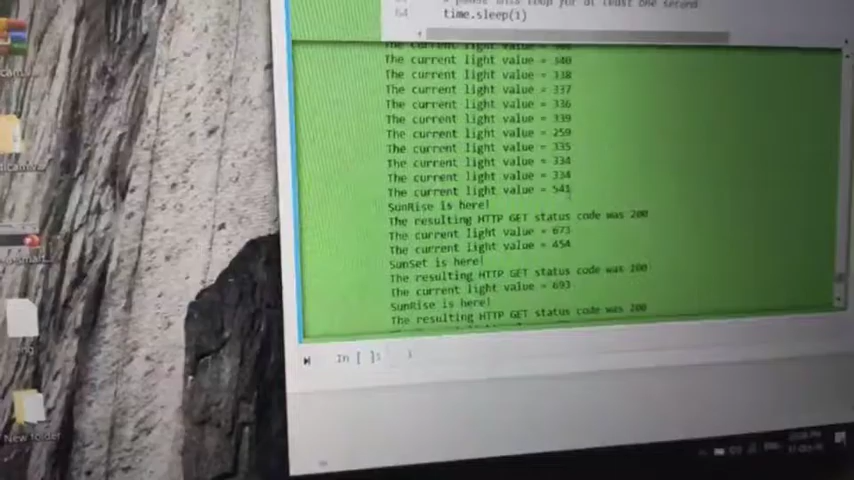 64
time.sleep(1)
The current light value = 340
The current light value = 338
The current light value = 337
The current light value = 336
The current light value = 339
The current light value = 259
The current light value = 335
The current light value = 334
The current light value = 334
The current light value = 541
SunRise is here!
The resulting HTTP GET status code was 200
The current light value = 673
The current light value = 454
SunSet is here!
The resulting HTTP GET status code was 200
The current light value = 693
SunRise is here!
The resulting HTTP GET status code was 200
In [ ]:
New folder